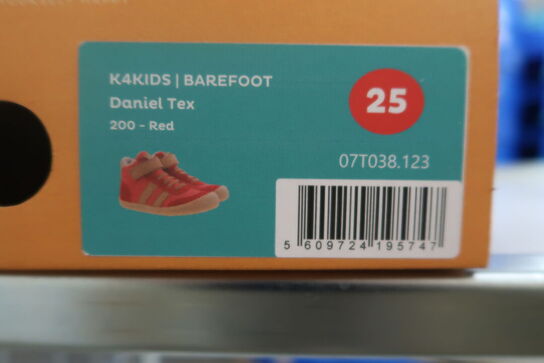 K4KIDS | BAREFOOT
Daniel Tex
200 - Red
25
07T038.123
5 609724 195747